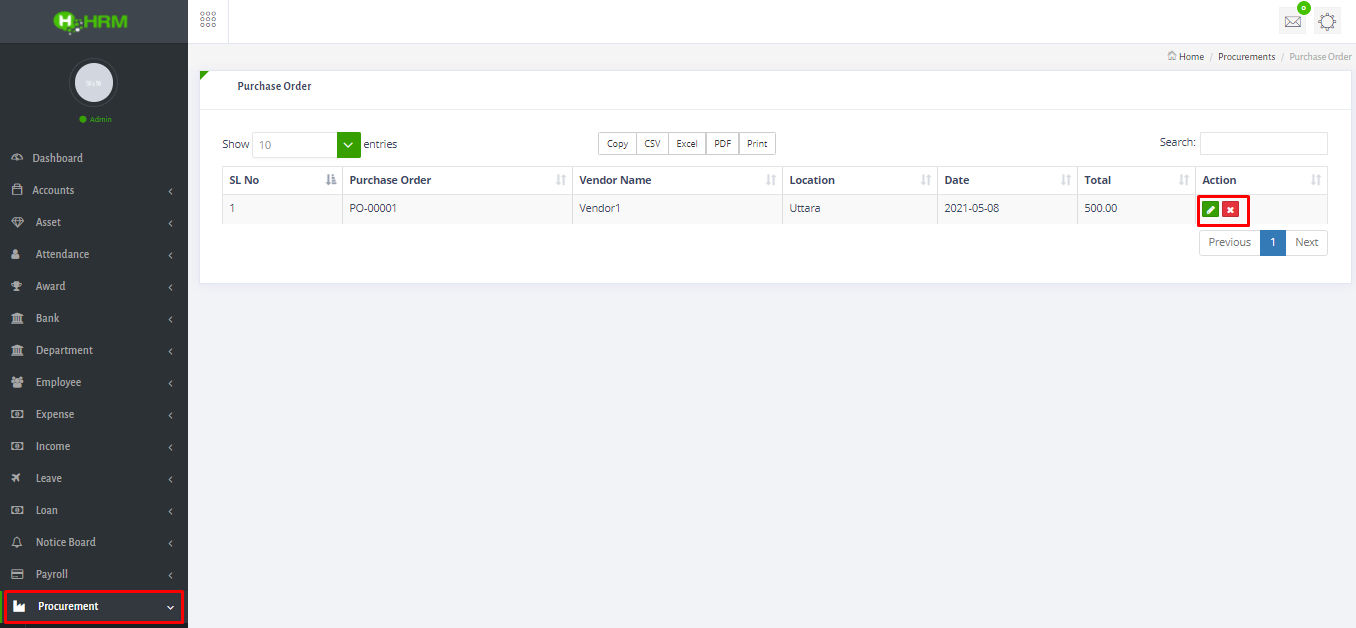 HRM
0
Home / Procurements / Purchase Order
Purchase Order
Admin
Show 10 entries
Copy CSV Excel PDF Print
Search:
SL No Purchase Order Vendor Name Location Date Total Action
1 PO-00001 Vendor1 Uttara 2021-05-08 500.00
Previous 1 Next
Dashboard
Accounts
Asset
Attendance
Award
Bank
Department
Employee
Expense
Income
Leave
Loan
Notice Board
Payroll
Procurement